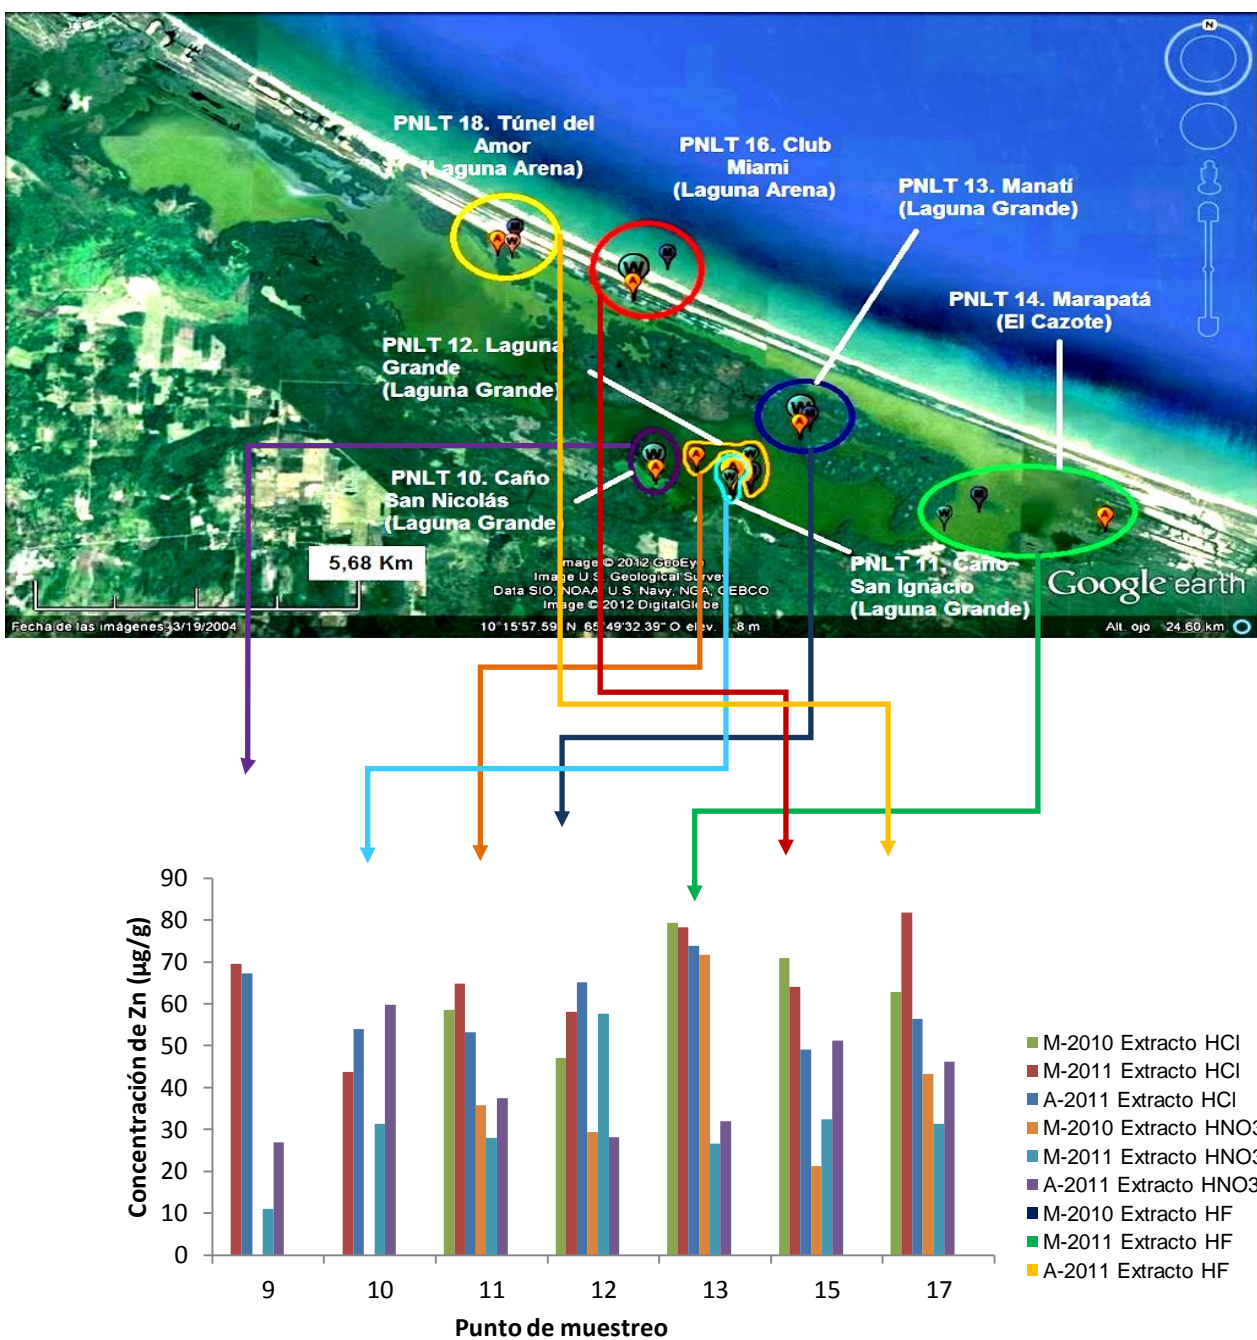 N
PNLT 18. Túnel del
Amor
(Laguna Arena)
PNLT 16. Club
Miami
(Laguna Arena)
PNLT 13. Manatí
(Laguna Grande)
PNLT 14. Marapatá
(El Cazote)
PNLT 12. Laguna
Grande
(Laguna Grande)
PNLT 10. Caño
San Nicolás
(Laguna Grande)
PNLT 11, Caño
San Ignacio
(Laguna Grande)
M
A
W
M
W
A
W
M
A
W
A
A
W
A
W
W
M
A
5,68 Km
Image © 2012 GeoEye
Image U.S. Geological Survey
Data SIO, NOAA, U.S. Navy, NGA, GEBCO
Image © 2012 DigitalGlobe
Google earth
Fecha de las imágenes: 3/19/2004
10°15'57.59" N 65°49'32.39" O elev. 8 m
Alt. ojo 24.60 km
Concentración de Zn (µg/g)
90
80
70
60
50
40
30
20
10
0
9 10 11 12 13 15 17
Punto de muestreo
M-2010 Extracto HCl
M-2011 Extracto HCl
A-2011 Extracto HCl
M-2010 Extracto HNO3
M-2011 Extracto HNO3
A-2011 Extracto HNO3
M-2010 Extracto HF
M-2011 Extracto HF
A-2011 Extracto HF